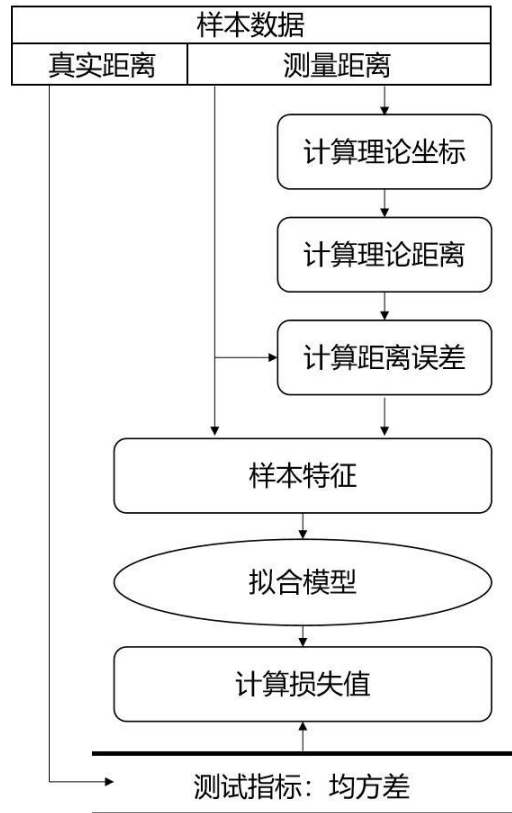 样本数据
真实距离
测量距离
计算理论坐标
计算理论距离
计算距离误差
样本特征
拟合模型
计算损失值
测试指标：均方差